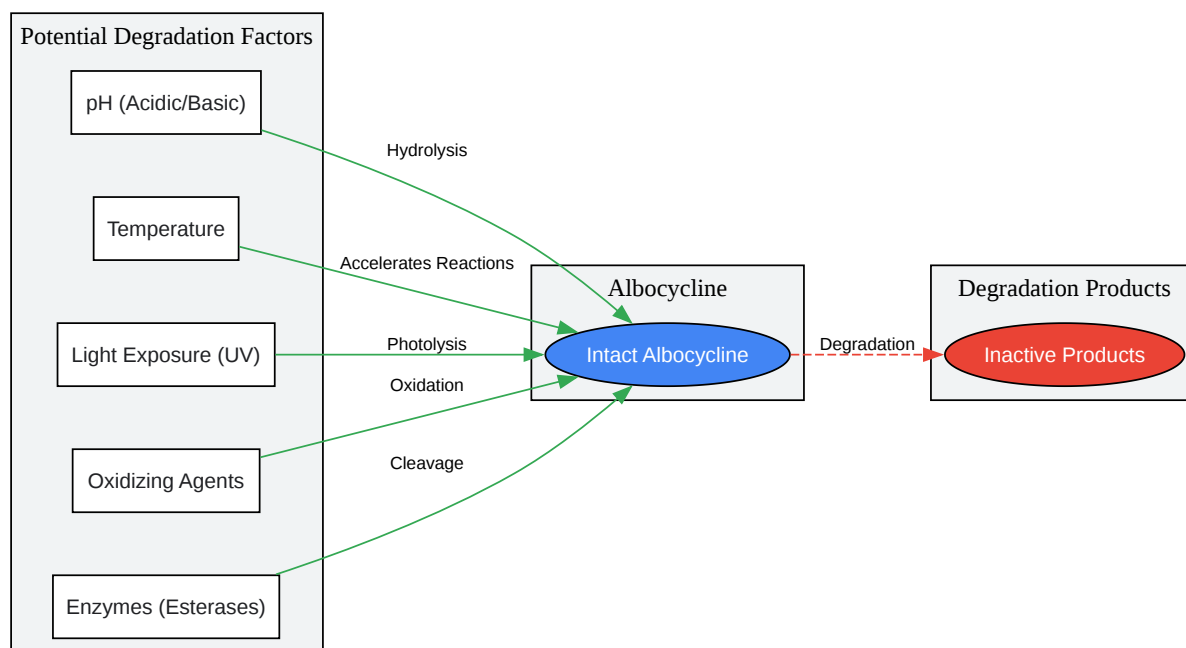 Potential Degradation Factors
pH (Acidic/Basic)
Hydrolysis
Temperature
Accelerates Reactions
Albocycline
Degradation Products
Light Exposure (UV)
Photolysis
Intact Albocycline
Degradation
Inactive Products
Oxidation
Oxidizing Agents
Cleavage
Enzymes (Esterases)